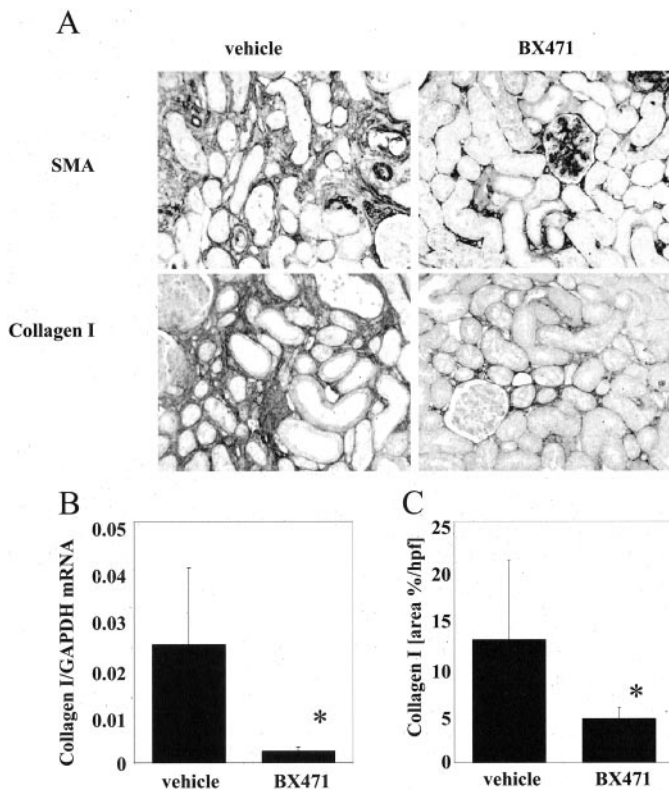 A
vehicle BX471
SMA
Collagen I
B
Collagen I/GAPDH mRNA
0.05
0.04
0.03
0.02
0.01
0
*
vehicle BX471
C
Collagen I [area %/hpf]
25
20
15
10
5
0
*
vehicle BX471